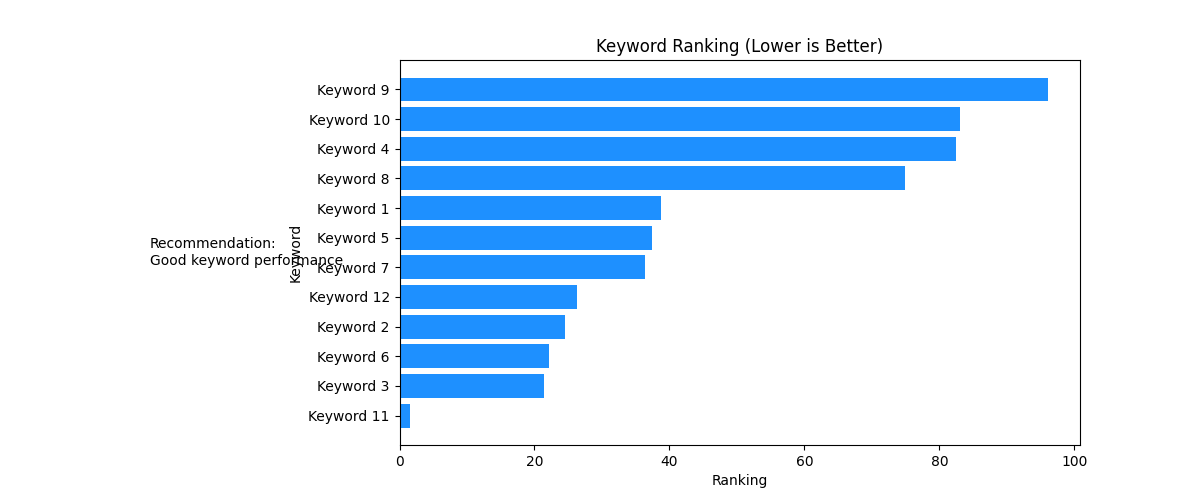 Keyword Ranking (Lower is Better)
Keyword 9
Keyword 10
Keyword 4
Keyword 8
Keyword 1
Keyword 5
Keyword 7
Keyword 12
Keyword 2
Keyword 6
Keyword 3
Keyword 11
Keyword
Recommendation:
Good keyword performance
0 20 40 60 80 100
Ranking